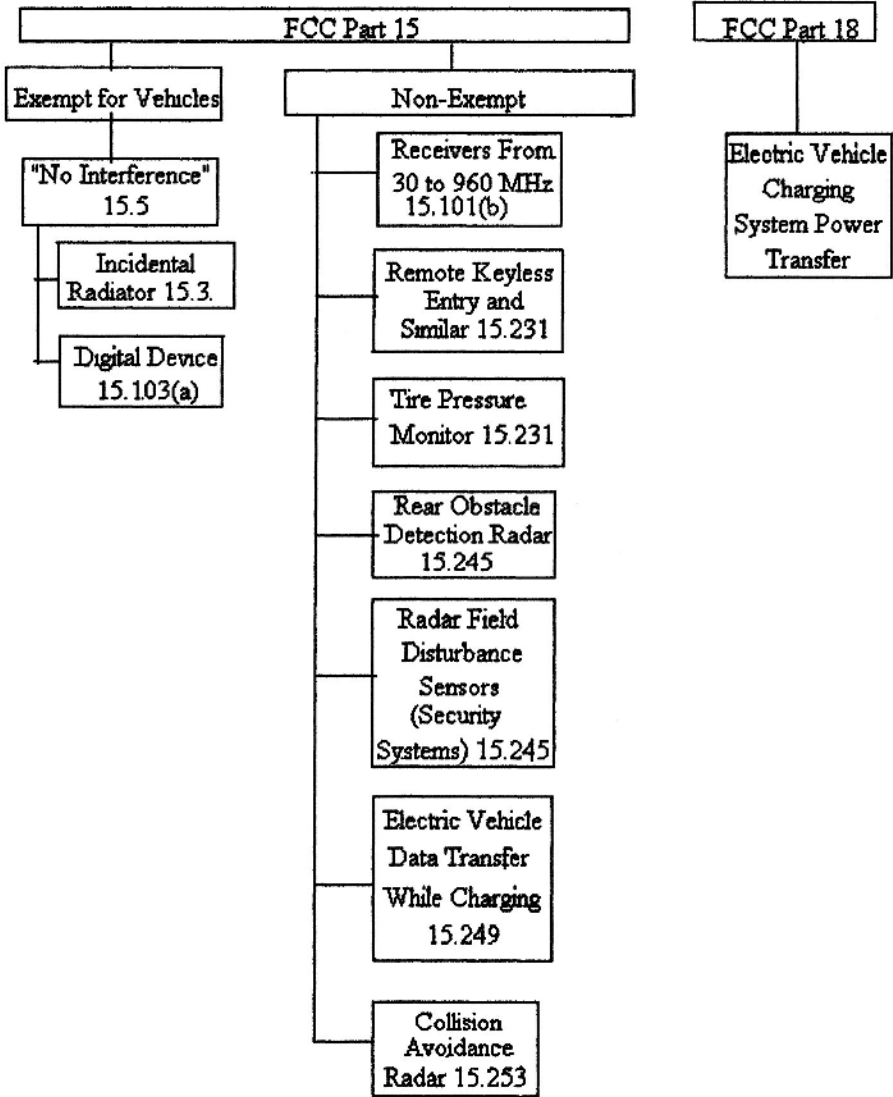 FCC Part 15
FCC Part 18
Exempt for Vehicles
Non-Exempt
"No Interference"
15.5
Incidental
Radiator 15.3.
Digital Device
15.103(a)
Receivers From
30 to 960 MHz
15.101(b)
Remote Keyless
Entry and
Similar 15.231
Tire Pressure
Monitor 15.231
Rear Obstacle
Detection Radar
15.245
Radar Field
Disturbance
Sensors
(Security
Systems) 15.245
Electric Vehicle
Data Transfer
While Charging
15.249
Collision
Avoidance
Radar 15.253
Electric Vehicle
Charging
System Power
Transfer